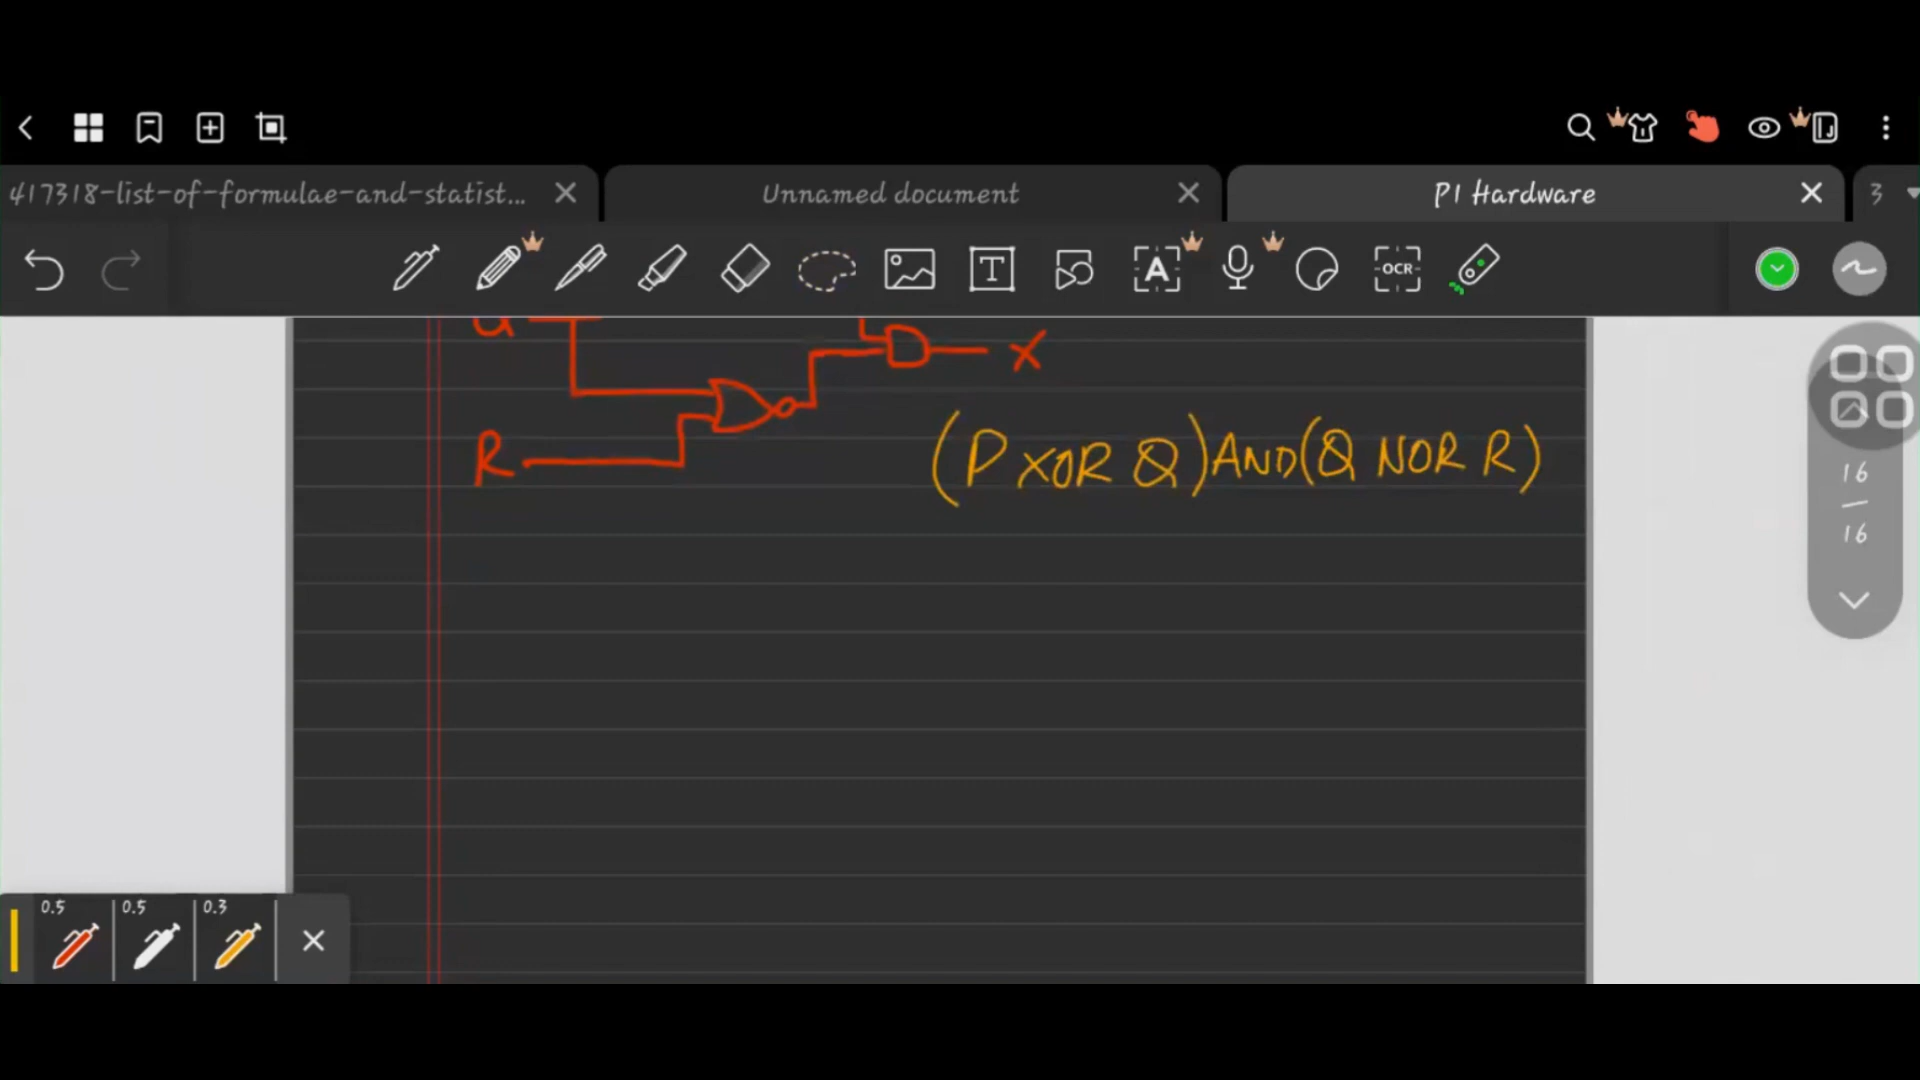 417318-list-of-formulae-and-statist...
Unnamed document
P1 Hardware
3
T
A
OCR
X
R
(P XOR Q) AND (Q NOR R)
16
16
0.5
0.5
0.3